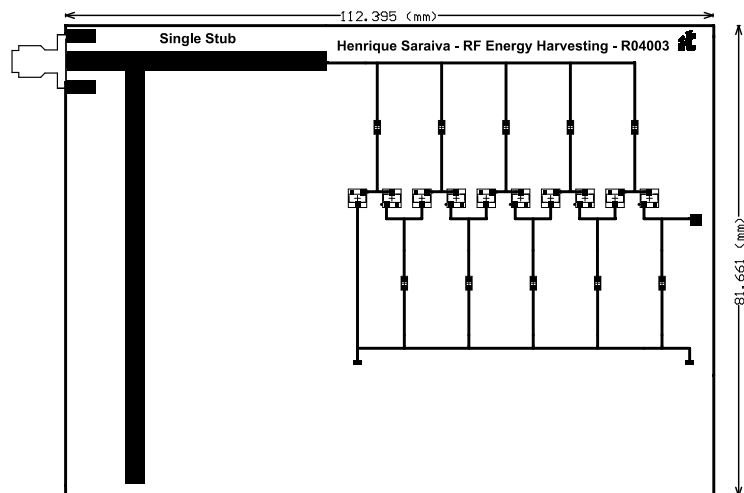 112.395 (mm)
Single Stub
Henrique Saraiva - RF Energy Harvesting - R04003
81.661 (mm)